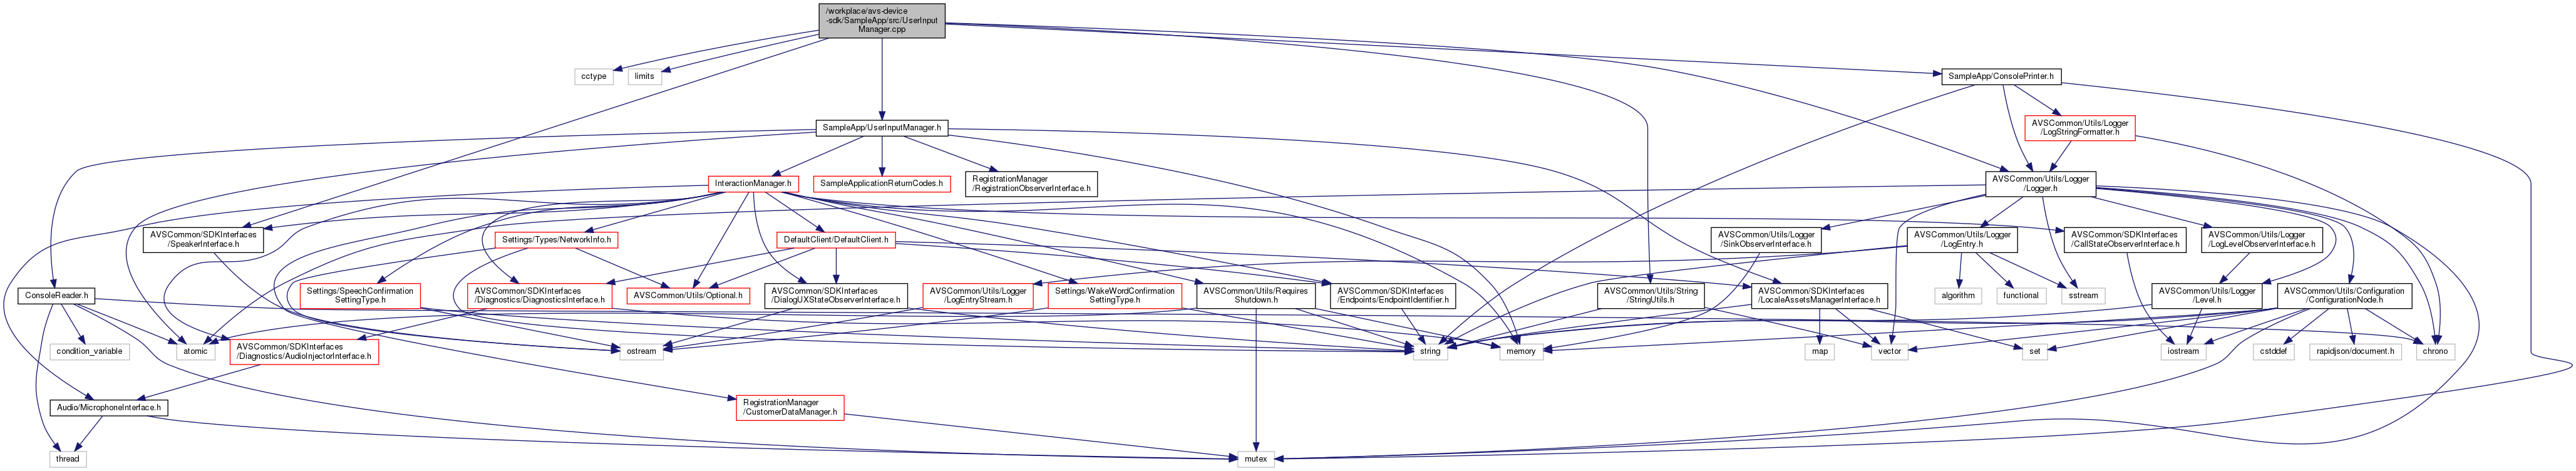 /workplace/avs-device
-sdk/SampleApp/src/UserInput
Manager.cpp
cctype
limits
SampleApp/ConsolePrinter.h
SampleApp/UserInputManager.h
AVSCommon/Utils/Logger
/LogStringFormatter.h
InteractionManager.h
SampleApplicationReturnCodes.h
RegistrationManager
/RegistrationObserverInterface.h
AVSCommon/Utils/Logger
/Logger.h
AVSCommon/SDKInterfaces
/SpeakerInterface.h
Settings/Types/NetworkInfo.h
DefaultClient/DefaultClient.h
AVSCommon/Utils/Logger
/SinkObserverInterface.h
AVSCommon/Utils/Logger
/LogEntry.h
AVSCommon/SDKInterfaces
/CallStateObserverInterface.h
AVSCommon/Utils/Logger
/LogLevelObserverInterface.h
ConsoleReader.h
Settings/SpeechConfirmation
SettingType.h
AVSCommon/SDKInterfaces
/Diagnostics/DiagnosticsInterface.h
AVSCommon/Utils/Optional.h
AVSCommon/SDKInterfaces
/DialogUXStateObserverInterface.h
AVSCommon/Utils/Logger
/LogEntryStream.h
Settings/WakeWordConfirmation
SettingType.h
AVSCommon/Utils/Requires
Shutdown.h
AVSCommon/SDKInterfaces
/Endpoints/EndpointIdentifier.h
AVSCommon/Utils/String
/StringUtils.h
AVSCommon/SDKInterfaces
/LocaleAssetsManagerInterface.h
algorithm
functional
sstream
AVSCommon/Utils/Logger
/Level.h
AVSCommon/Utils/Configuration
/ConfigurationNode.h
condition_variable
atomic
AVSCommon/SDKInterfaces
/Diagnostics/AudioInjectorInterface.h
ostream
string
memory
map
vector
set
iostream
cstddef
rapidjson/document.h
chrono
Audio/MicrophoneInterface.h
RegistrationManager
/CustomerDataManager.h
thread
mutex